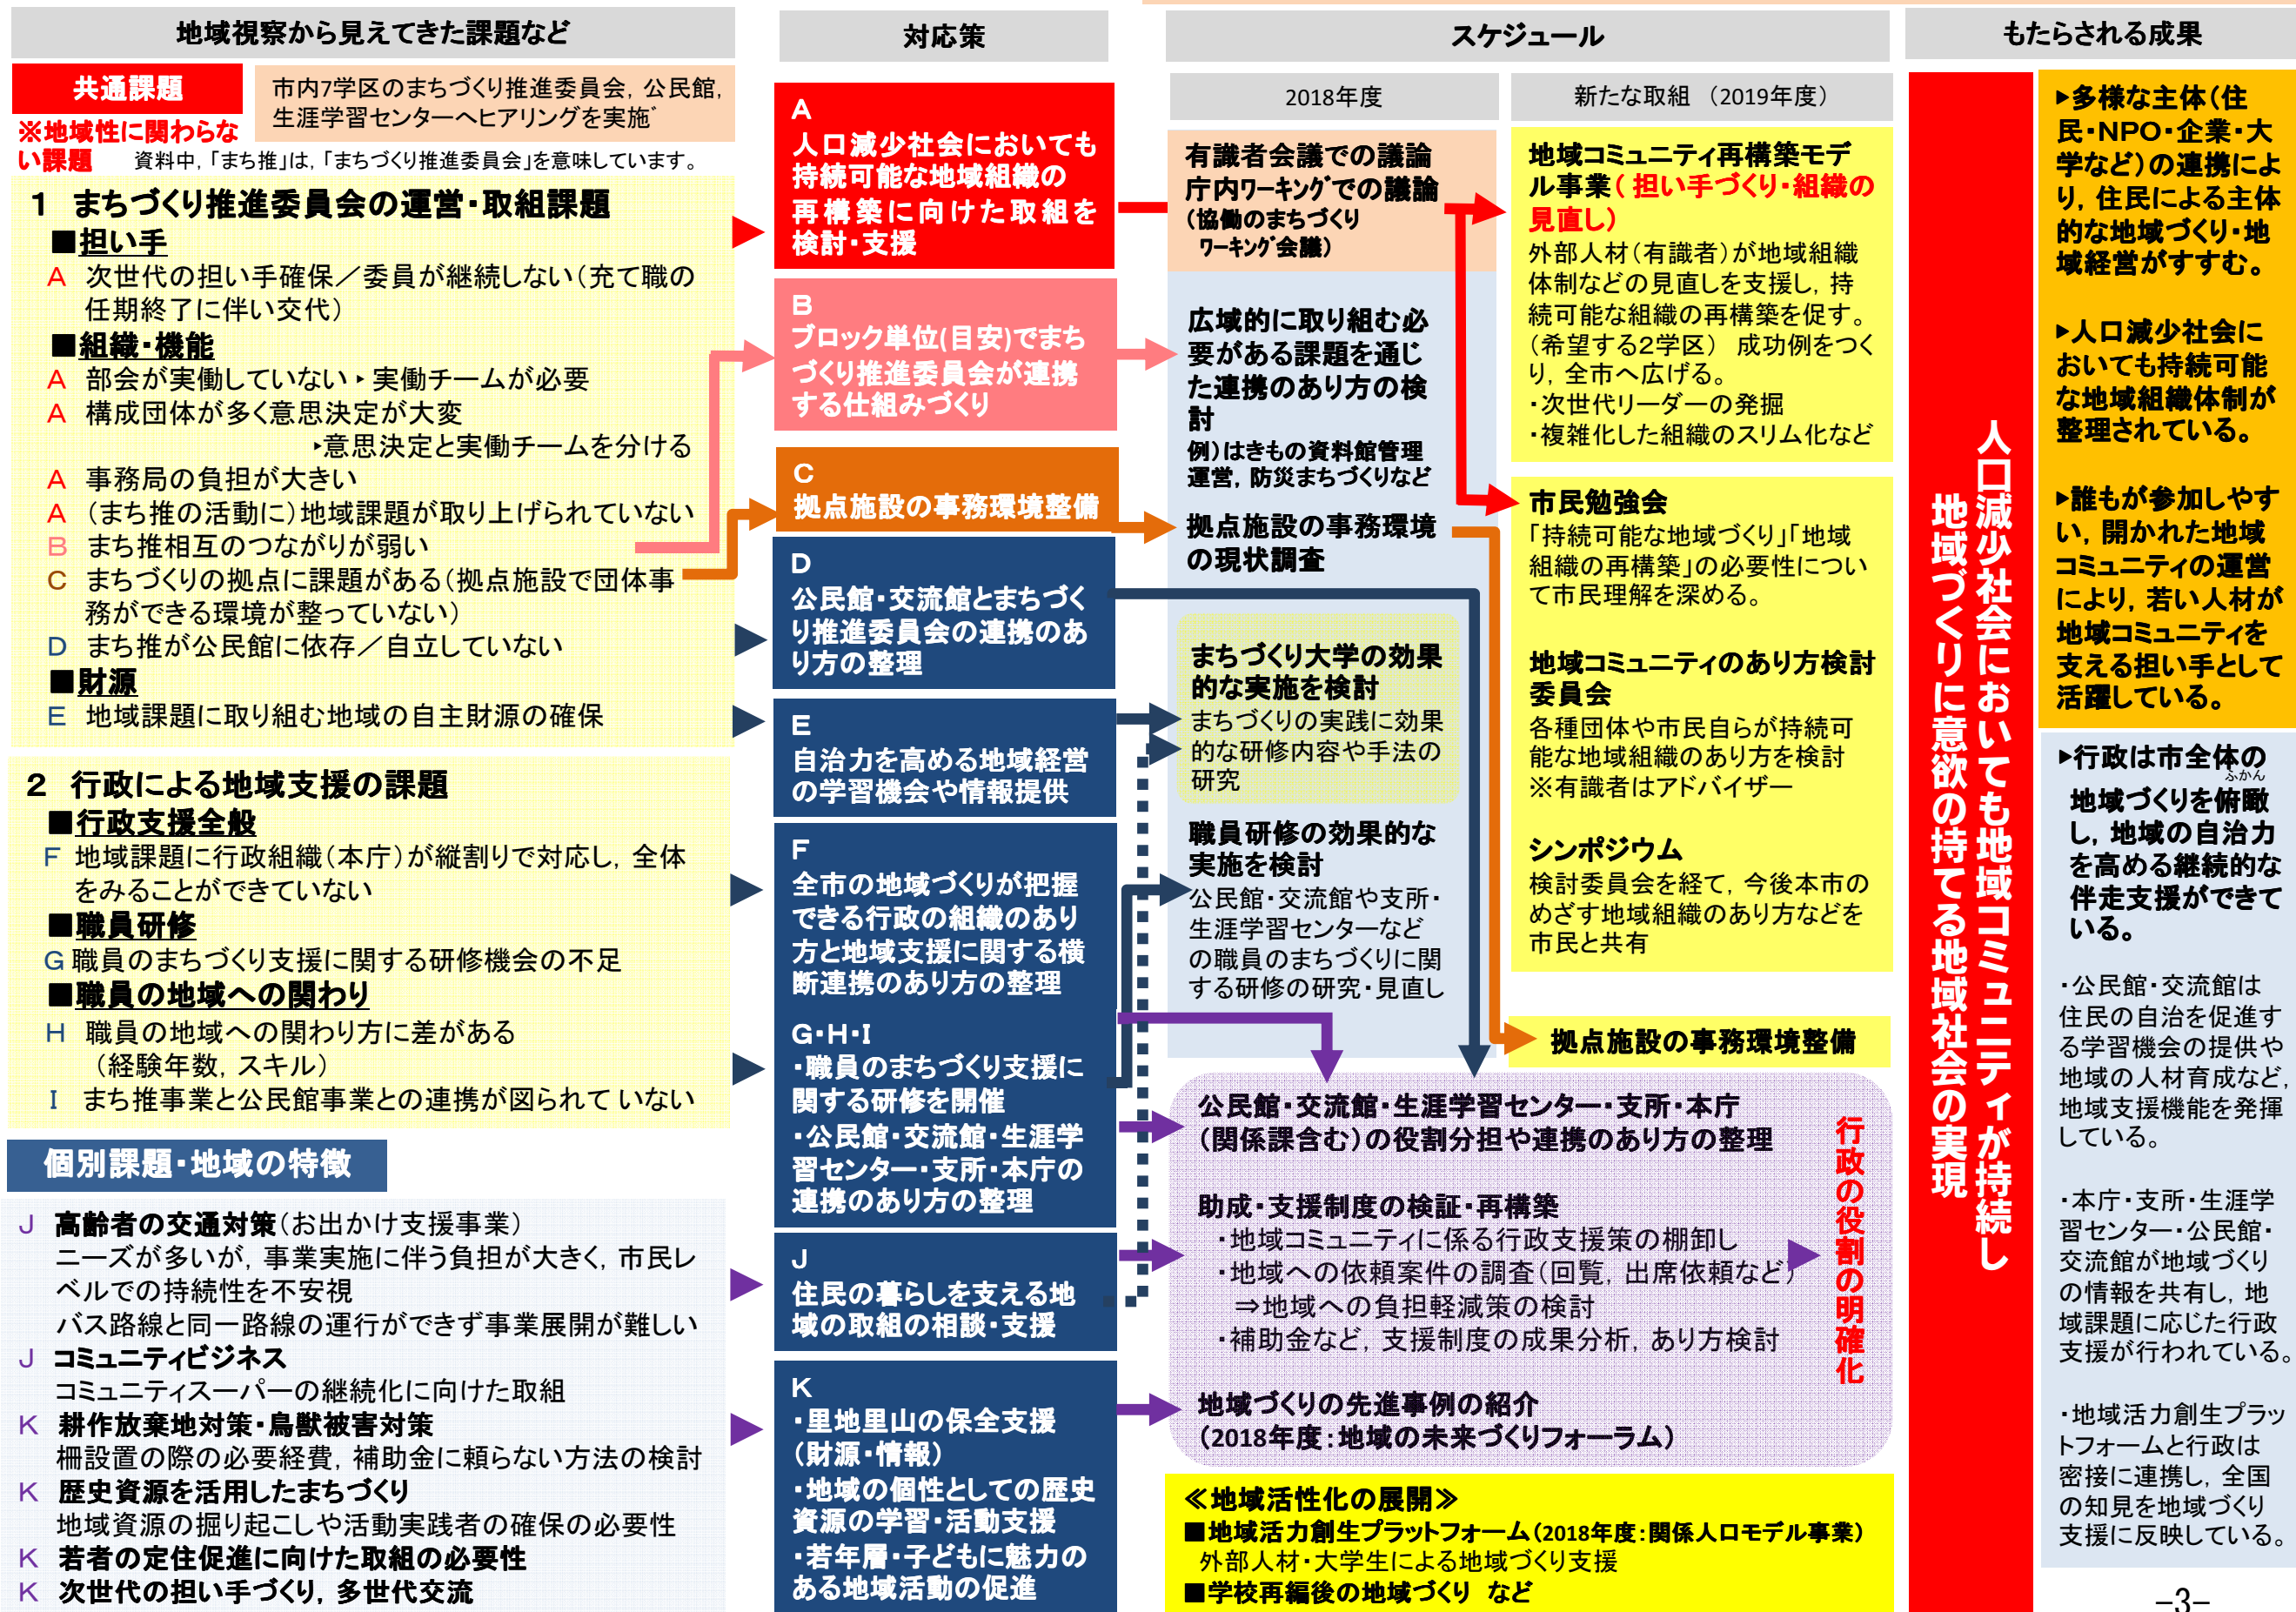 地域視察から見えてきた課題など
共通課題
※地域性に関わらな
い課題
市内7学区のまちづくり推進委員会，公民館，
生涯学習センターへヒアリングを実施
資料中，「まち推」は，「まちづくり推進委員会」を意味しています。
1 まちづくり推進委員会の運営・取組課題
■担い手
A 次世代の担い手確保／委員が継続しない（充て職の
任期終了に伴い交代）
■組織・機能
A 部会が実働していない▸実働チームが必要
A 構成団体が多く意思決定が大変
▸意思決定と実働チームを分ける
A 事務局の負担が大きい
A （まち推の活動に）地域課題が取り上げられていない
B まち推相互のつながりが弱い
C まちづくりの拠点に課題がある（拠点施設で団体事
務ができる環境が整っていない）
D まち推が公民館に依存／自立していない
■財源
E 地域課題に取り組む地域の自主財源の確保
2 行政による地域支援の課題
■行政支援全般
F 地域課題に行政組織（本庁）が縦割りで対応し，全体
をみることができていない
■職員研修
G 職員のまちづくり支援に関する研修機会の不足
■職員の地域への関わり
H 職員の地域への関わり方に差がある
（経験年数，スキル）
I まち推事業と公民館事業との連携が図られて いない
個別課題・地域の特徴
J 高齢者の交通対策（お出かけ支援事業）
ニーズが多いが，事業実施に伴う負担が大きく，市民レ
ベルでの持続性を不安視
バス路線と同一路線の運行ができず事業展開が難しい
J コミュニティビジネス
コミュニティスーパーの継続化に向けた取組
K 耕作放棄地対策・鳥獣被害対策
柵設置の際の必要経費，補助金に頼らない方法の検討
K 歴史資源を活用したまちづくり
地域資源の掘り起こしや活動実践者の確保の必要性
K 若者の定住促進に向けた取組の必要性
K 次世代の担い手づくり，多世代交流
対応策
A
人口減少社会においても
持続可能な地域組織の
再構築に向けた取組を
検討・支援
B
ブロック単位(目安)でまち
づくり推進委員会が連携
する仕組みづくり
C
拠点施設の事務環境整備
D
公民館・交流館とまちづく
り推進委員会の連携のあ
り方の整理
E
自治力を高める地域経営
の学習機会や情報提供
F
全市の地域づくりが把握
できる行政の組織のあり
方と地域支援に関する横
断連携のあり方の整理
G・H・I
・職員のまちづくり支援に
関する研修を開催
・公民館・交流館・生涯学
習センター・支所・本庁の
連携のあり方の整理
J
住民の暮らしを支える地
域の取組の相談・支援
K
・里地里山の保全支援
（財源・情報）
・地域の個性としての歴史
資源の学習・活動支援
・若年層・子どもに魅力の
ある地域活動の促進
スケジュール
2018年度
有識者会議での議論
庁内ワーキングでの議論
（協働のまちづくり
ワーキング会議）
広域的に取り組む必
要がある課題を通じ
た連携のあり方の検
討
例）はきもの資料館管理
運営，防災まちづくりなど
拠点施設の事務環境
の現状調査
まちづくり大学の効果
的な実施を検討
まちづくりの実践に効果
的な研修内容や手法の
研究
職員研修の効果的な
実施を検討
公民館・交流館や支所・
生涯学習センターなど
の職員のまちづくりに関
する研修の研究・見直し
新たな取組 （2019年度）
地域コミュニティ再構築モデ
ル事業（担い手づくり・組織の
見直し）
外部人材（有識者）が地域組織
体制などの見直しを支援し，持
続可能な組織の再構築を促す。
（希望する2学区） 成功例をつく
り，全市へ広げる。
・次世代リーダーの発掘
・複雑化した組織のスリム化など
市民勉強会
「持続可能な地域づくり」「地域
組織の再構築」の必要性につい
て市民理解を深める。
地域コミュニティのあり方検討
委員会
各種団体や市民自らが持続可
能な地域組織のあり方を検討
※有識者はアドバイザー
シンポジウム
検討委員会を経て，今後本市の
めざす地域組織のあり方などを
市民と共有
拠点施設の事務環境整備
公民館・交流館・生涯学習センター・支所・本庁
（関係課含む）の役割分担や連携のあり方の整理
助成・支援制度の検証・再構築
・地域コミュニティに係る行政支援策の棚卸し
・地域への依頼案件の調査（回覧，出席依頼など）
⇒地域への負担軽減策の検討
・補助金など，支援制度の成果分析，あり方検討
地域づくりの先進事例の紹介
（2018年度：地域の未来づくりフォーラム）
行政の役割の明確化
≪地域活性化の展開≫
■地域活力創生プラットフォーム（2018年度：関係人口モデル事業）
外部人材・大学生による地域づくり支援
■学校再編後の地域づくり など
もたらされる成果
人口減少社会においても地域コミュニティが持続し
地域づくりに意欲の持てる地域社会の実現
▸多様な主体（住
民・NPO・企業・大
学など）の連携によ
り，住民による主体
的な地域づくり・地
域経営がすすむ。
▸人口減少社会に
おいても持続可能
な地域組織体制が
整理されている。
▸誰もが参加しやす
い，開かれた地域
コミュニティの運営
により，若い人材が
地域コミュニティを
支える担い手として
活躍している。
▸行政は市全体の
ふかん
地域づくりを俯瞰
し，地域の自治力
を高める継続的な
伴走支援ができて
いる。
・公民館・交流館は
住民の自治を促進す
る学習機会の提供や
地域の人材育成など，
地域支援機能を発揮
している。
・本庁・支所・生涯学
習センター・公民館・
交流館が地域づくり
の情報を共有し，地
域課題に応じた行政
支援が行われている。
・地域活力創生プラッ
トフォームと行政は
密接に連携し，全国
の知見を地域づくり
支援に反映している。
−3−